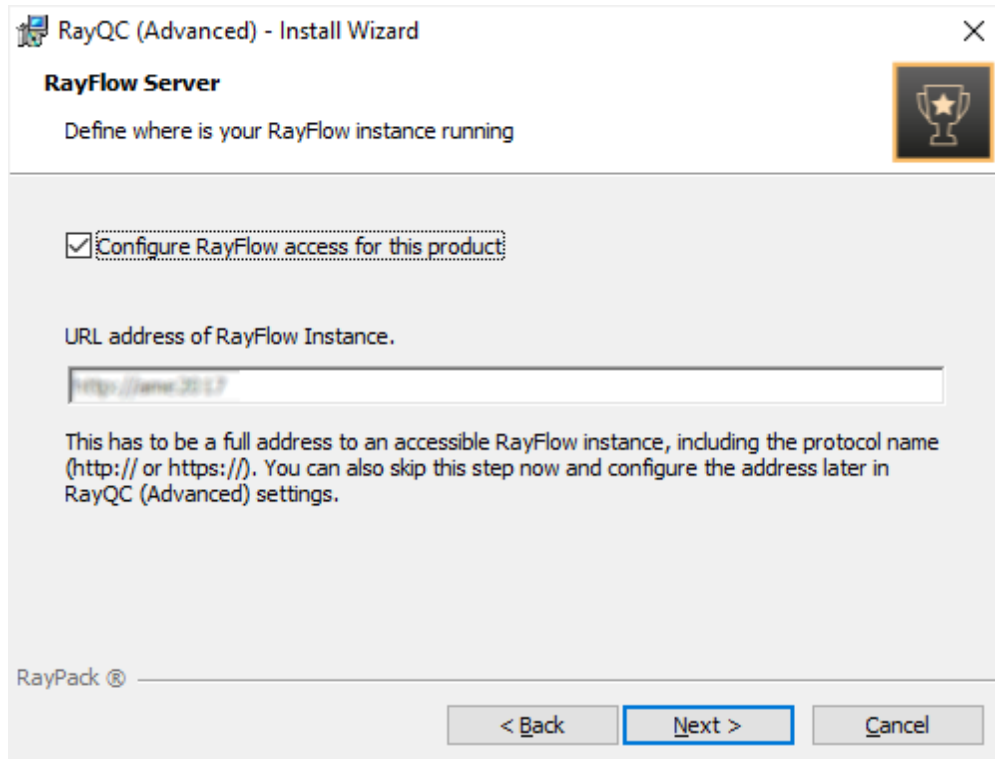 RayQC (Advanced) - Install Wizard
RayFlow Server
Define where is your RayFlow instance running
Configure RayFlow access for this product
URL address of RayFlow Instance.
This has to be a full address to an accessible RayFlow instance, including the protocol name
(http:// or https://). You can also skip this step now and configure the address later in
RayQC (Advanced) settings.
RayPack ®
< Back Next > Cancel